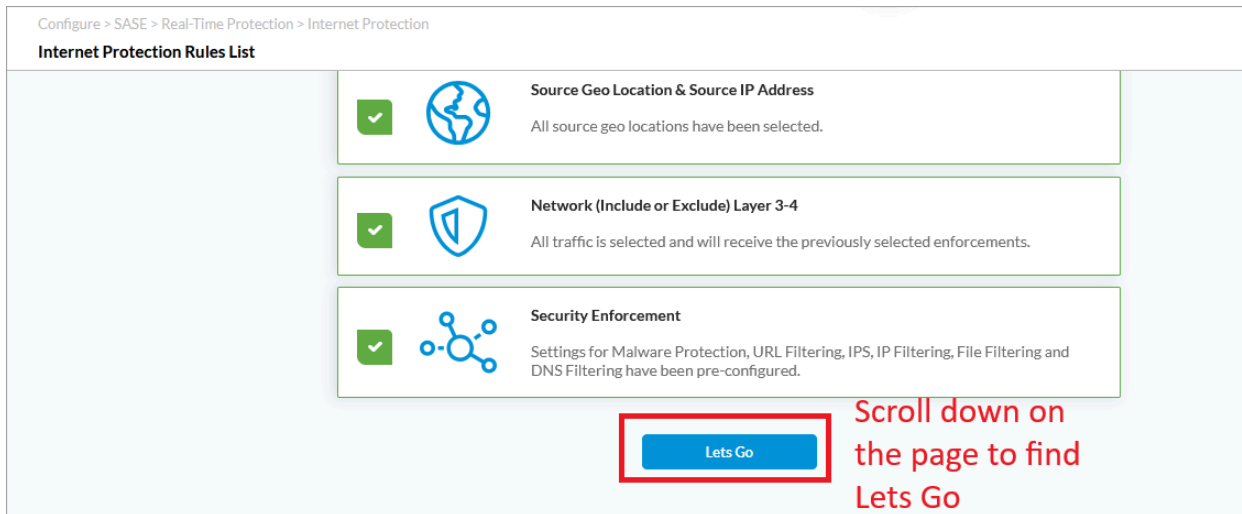 Configure > SASE > Real-Time Protection > Internet Protection
Internet Protection Rules List
Source Geo Location & Source IP Address
All source geo locations have been selected.
Network (Include or Exclude) Layer 3-4
All traffic is selected and will receive the previously selected enforcements.
Security Enforcement
Settings for Malware Protection, URL Filtering, IPS, IP Filtering, File Filtering and
DNS Filtering have been pre-configured.
Lets Go
Scroll down on
the page to find
Lets Go